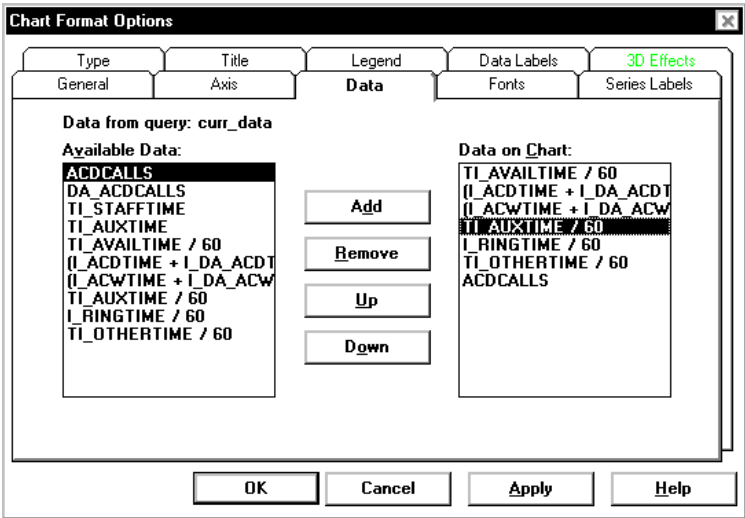 Chart Format Options
Type Title Legend Data Labels 3D Effects
General Axis Data Fonts Series Labels
Data from query: curr_data
Available Data:
ACDCALLS
DA_ACDCALLS
TI_STAFFTIME
TI_AUXTIME
TI_AVAILTIME / 60
(I_ACDTIME + I_DA_ACDT
(I_ACWTIME + I_DA_ACW
TI_AUXTIME / 60
I_RINGTIME / 60
TI_OTHERTIME / 60
Add
Remove
Up
Down
Data on Chart:
TI_AVAILTIME / 60
(I_ACDTIME + I_DA_ACDT
(I_ACWTIME + I_DA_ACW
TI_AUXTIME / 60
I_RINGTIME / 60
TI_OTHERTIME / 60
ACDCALLS
OK Cancel Apply Help